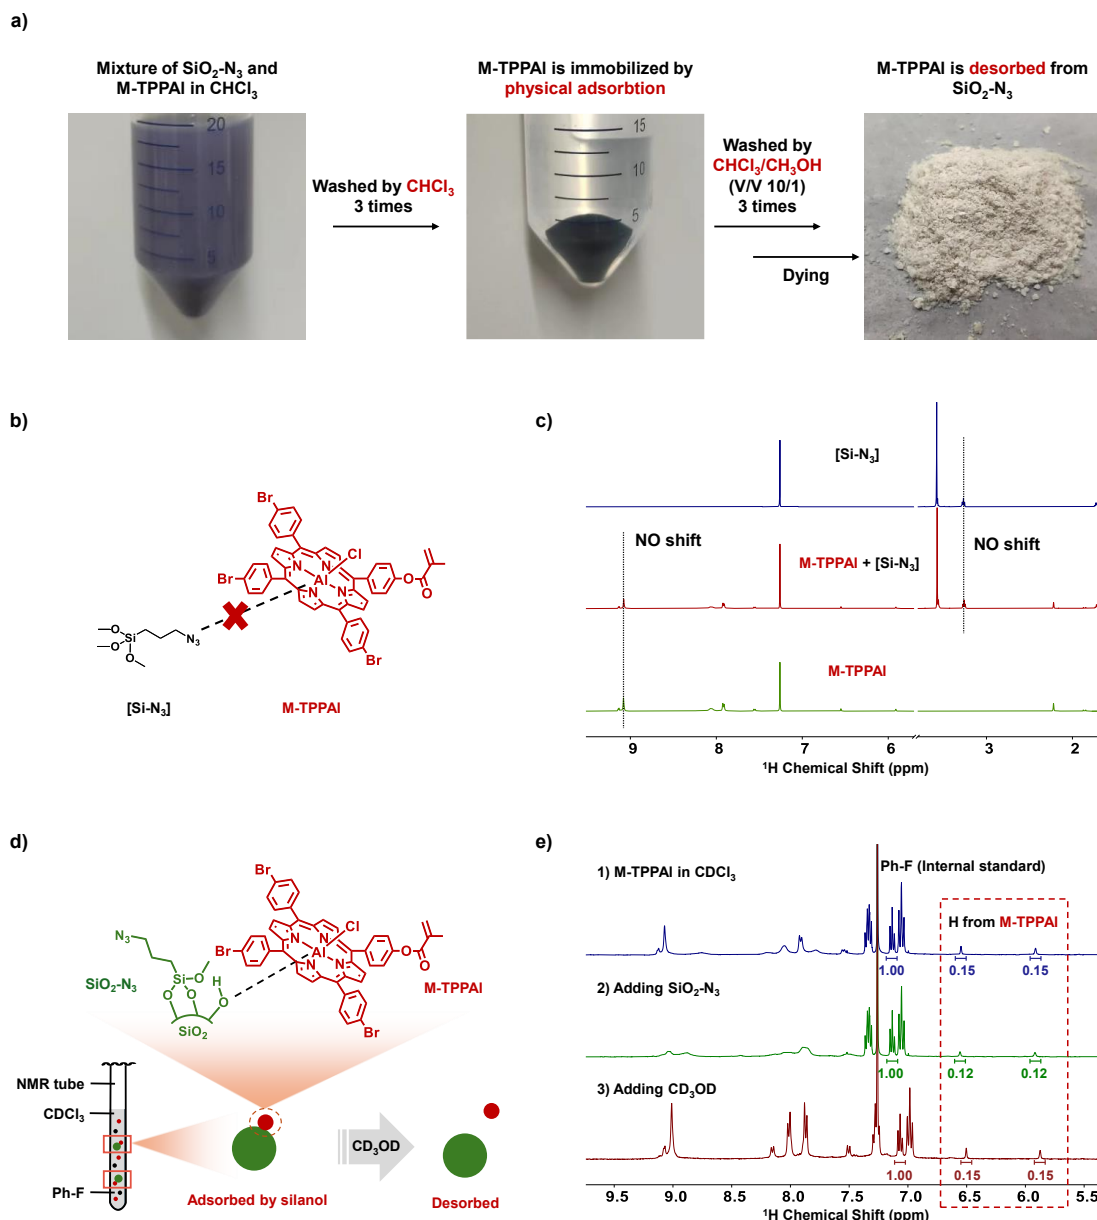 a)
Mixture of SiO2-N3 and
M-TPPAl in CHCl3
20
15
10
5
Washed by CHCl3
3 times
M-TPPAl is immobilized by
physical adsorbtion
15
10
5
Washed by
CHCl3/CH3OH
(V/V 10/1)
3 times
Dying
M-TPPAl is desorbed from
SiO2-N3
b)
Br
Br
Br
Cl
Al
N
N
N
N
O
O
O
O
O
Si
N3
[Si-N3]
M-TPPAl
c)
[Si-N3]
NO shift
NO shift
M-TPPAl + [Si-N3]
M-TPPAl
9 8 7 6 3 2
1H Chemical Shift (ppm)
d)
Br
Br
Br
Cl
Al
N
N
N
N
O
O
N3
Si
O
O
O
H
O
SiO2-N3
SiO2
M-TPPAl
NMR tube
CDCl3
Ph-F
CD3OD
Adsorbed by silanol
Desorbed
e)
Ph-F (Internal standard)
1) M-TPPAl in CDCl3
H from M-TPPAl
1.00 0.15 0.15
2) Adding SiO2-N3
1.00 0.12 0.12
3) Adding CD3OD
1.00 0.15 0.15
9.5 9.0 8.5 8.0 7.5 7.0 6.5 6.0 5.5
1H Chemical Shift (ppm)